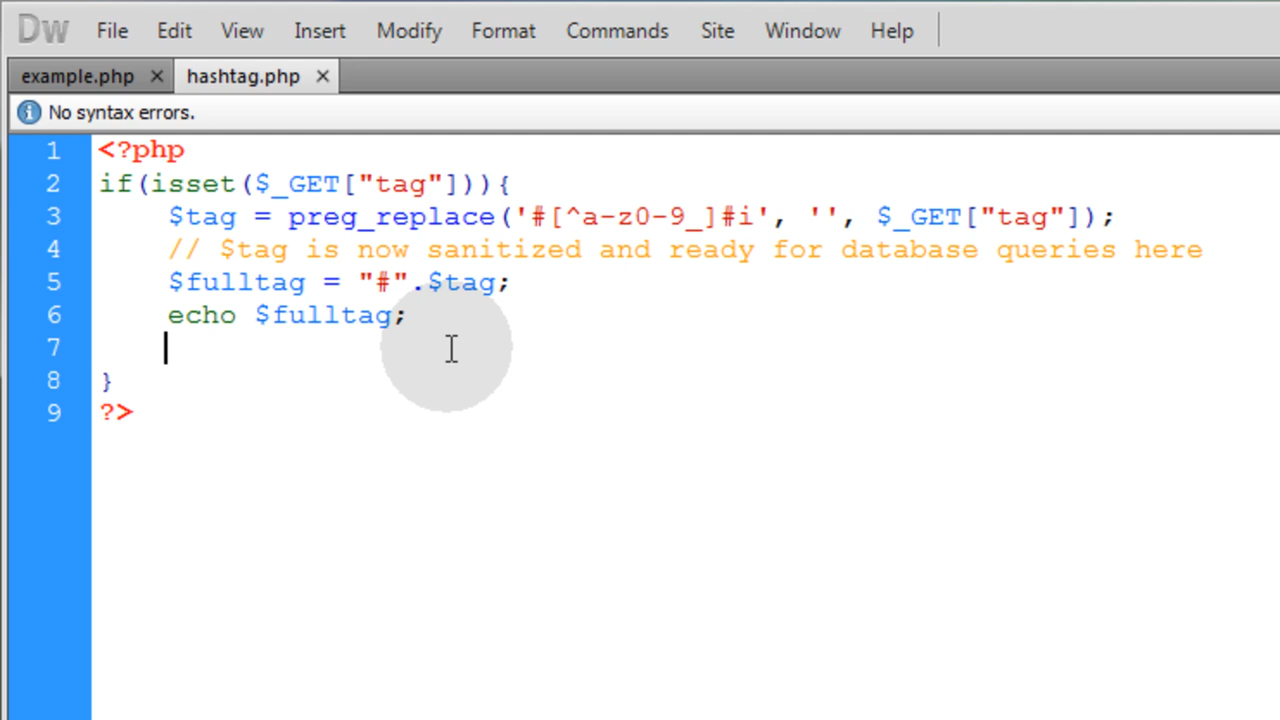 Dw File Edit View Insert Modify Format Commands Site Window Help
example.php × hashtag.php ×
i No syntax errors.
1 <?php
2 if(isset($_GET["tag"])){
3     $tag = preg_replace('#[^a-z0-9_]#i', '', $_GET["tag"]);
4     // $tag is now sanitized and ready for database queries here
5     $fulltag = "#".$tag;
6     echo $fulltag;
7
8 }
9 ?>